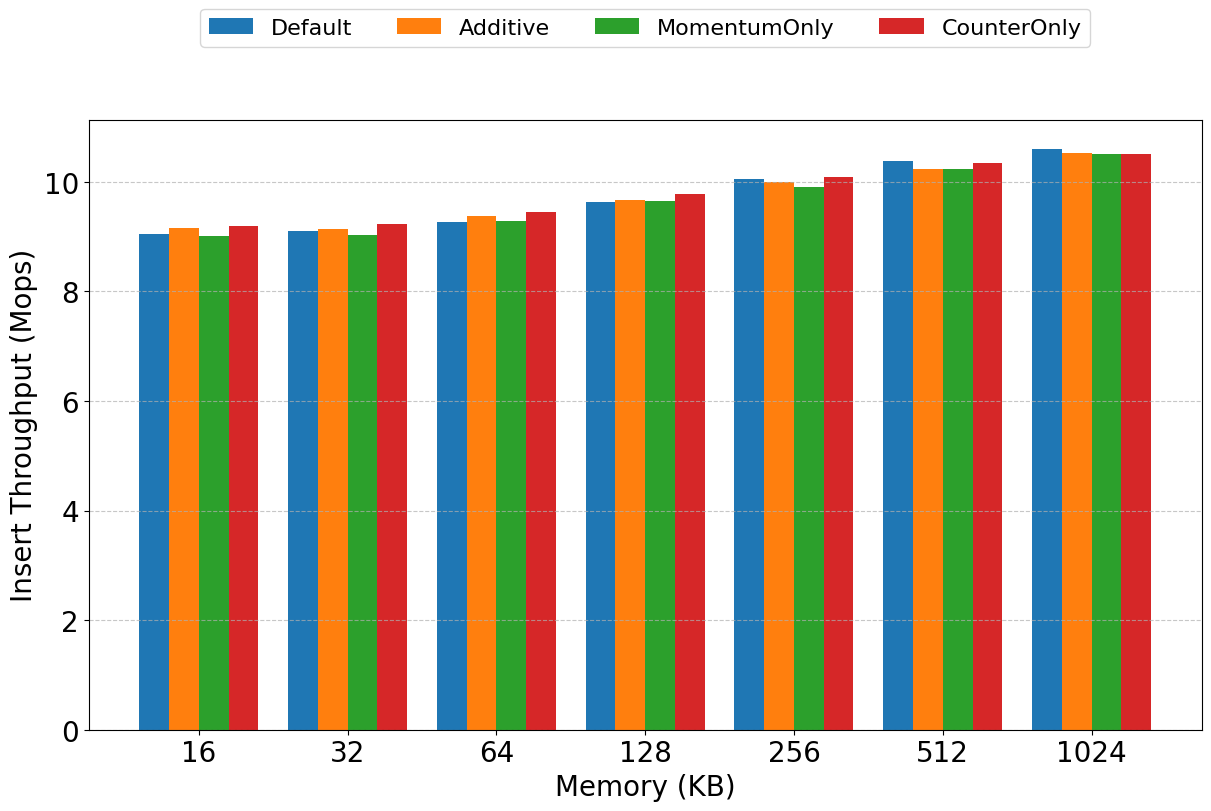 Default Additive MomentumOnly CounterOnly
Insert Throughput (Mops)
10
8
6
4
2
0
16 32 64 128 256 512 1024
Memory (KB)